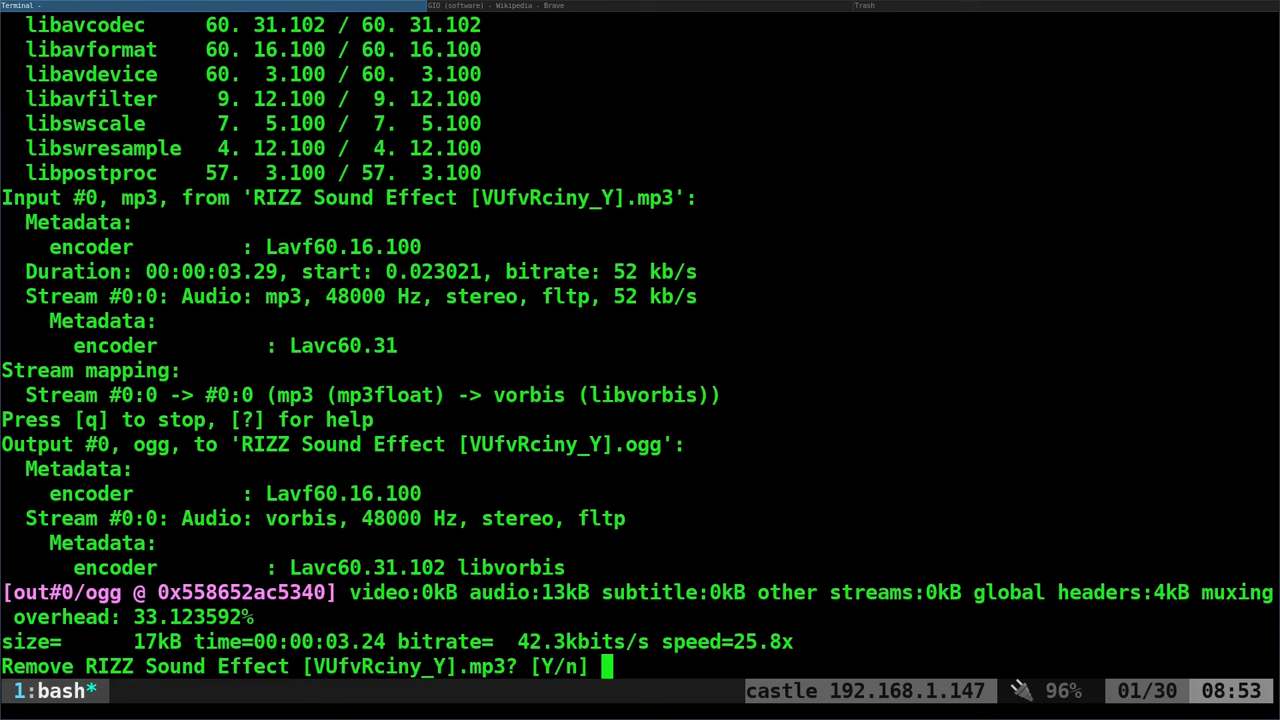 Terminal - GIO (software) - Wikipedia - Brave Trash
libavcodec 60. 31.102 / 60. 31.102
libavformat 60. 16.100 / 60. 16.100
libavdevice 60. 3.100 / 60. 3.100
libavfilter 9. 12.100 / 9. 12.100
libswscale 7. 5.100 / 7. 5.100
libswresample 4. 12.100 / 4. 12.100
libpostproc 57. 3.100 / 57. 3.100
Input #0, mp3, from 'RIZZ Sound Effect [VUfvRciny_Y].mp3':
Metadata:
encoder : Lavf60.16.100
Duration: 00:00:03.29, start: 0.023021, bitrate: 52 kb/s
Stream #0:0: Audio: mp3, 48000 Hz, stereo, fltp, 52 kb/s
Metadata:
encoder : Lavc60.31
Stream mapping:
Stream #0:0 -> #0:0 (mp3 (mp3float) -> vorbis (libvorbis))
Press [q] to stop, [?] for help
Output #0, ogg, to 'RIZZ Sound Effect [VUfvRciny_Y].ogg':
Metadata:
encoder : Lavf60.16.100
Stream #0:0: Audio: vorbis, 48000 Hz, stereo, fltp
Metadata:
encoder : Lavc60.31.102 libvorbis
[out#0/ogg @ 0x558652ac5340] video:0kB audio:13kB subtitle:0kB other streams:0kB global headers:4kB muxing
overhead: 33.123592%
size= 17kB time=00:00:03.24 bitrate= 42.3kbits/s speed=25.8x
Remove RIZZ Sound Effect [VUfvRciny_Y].mp3? [Y/n]
1:bash* castle 192.168.1.147 🔌 96% 01/30 08:53